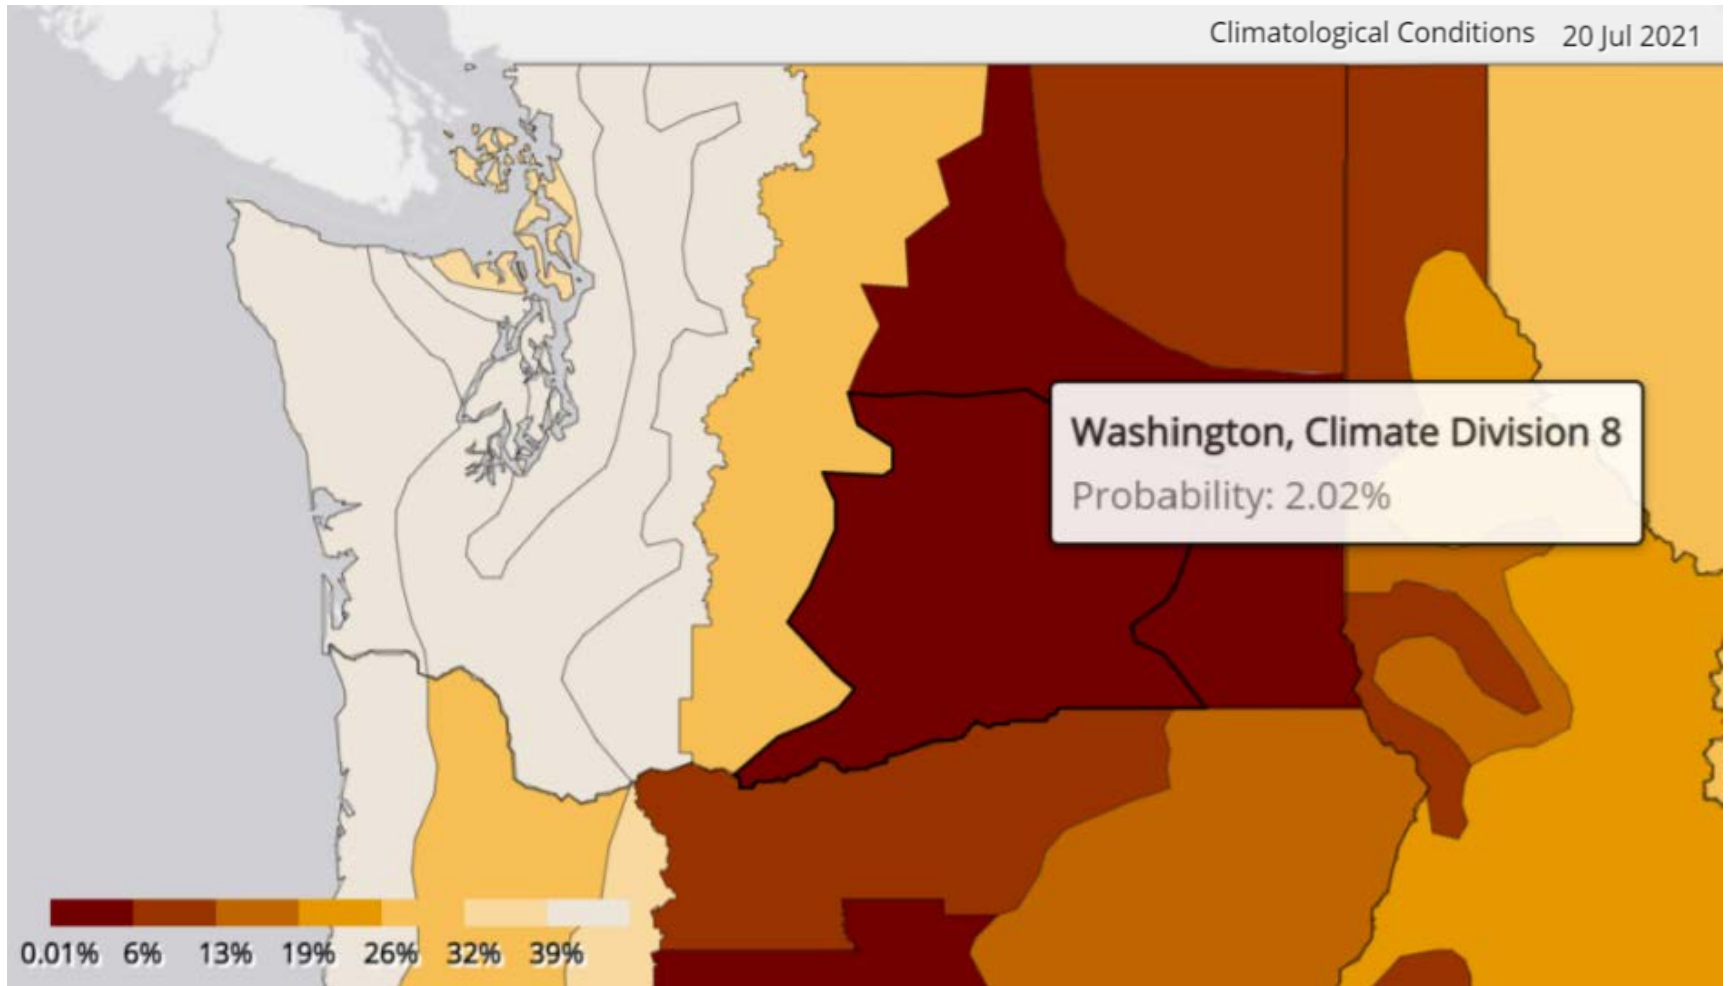 Climatological Conditions 20 Jul 2021
Washington, Climate Division 8
Probability: 2.02%
0.01% 6% 13% 19% 26% 32% 39%